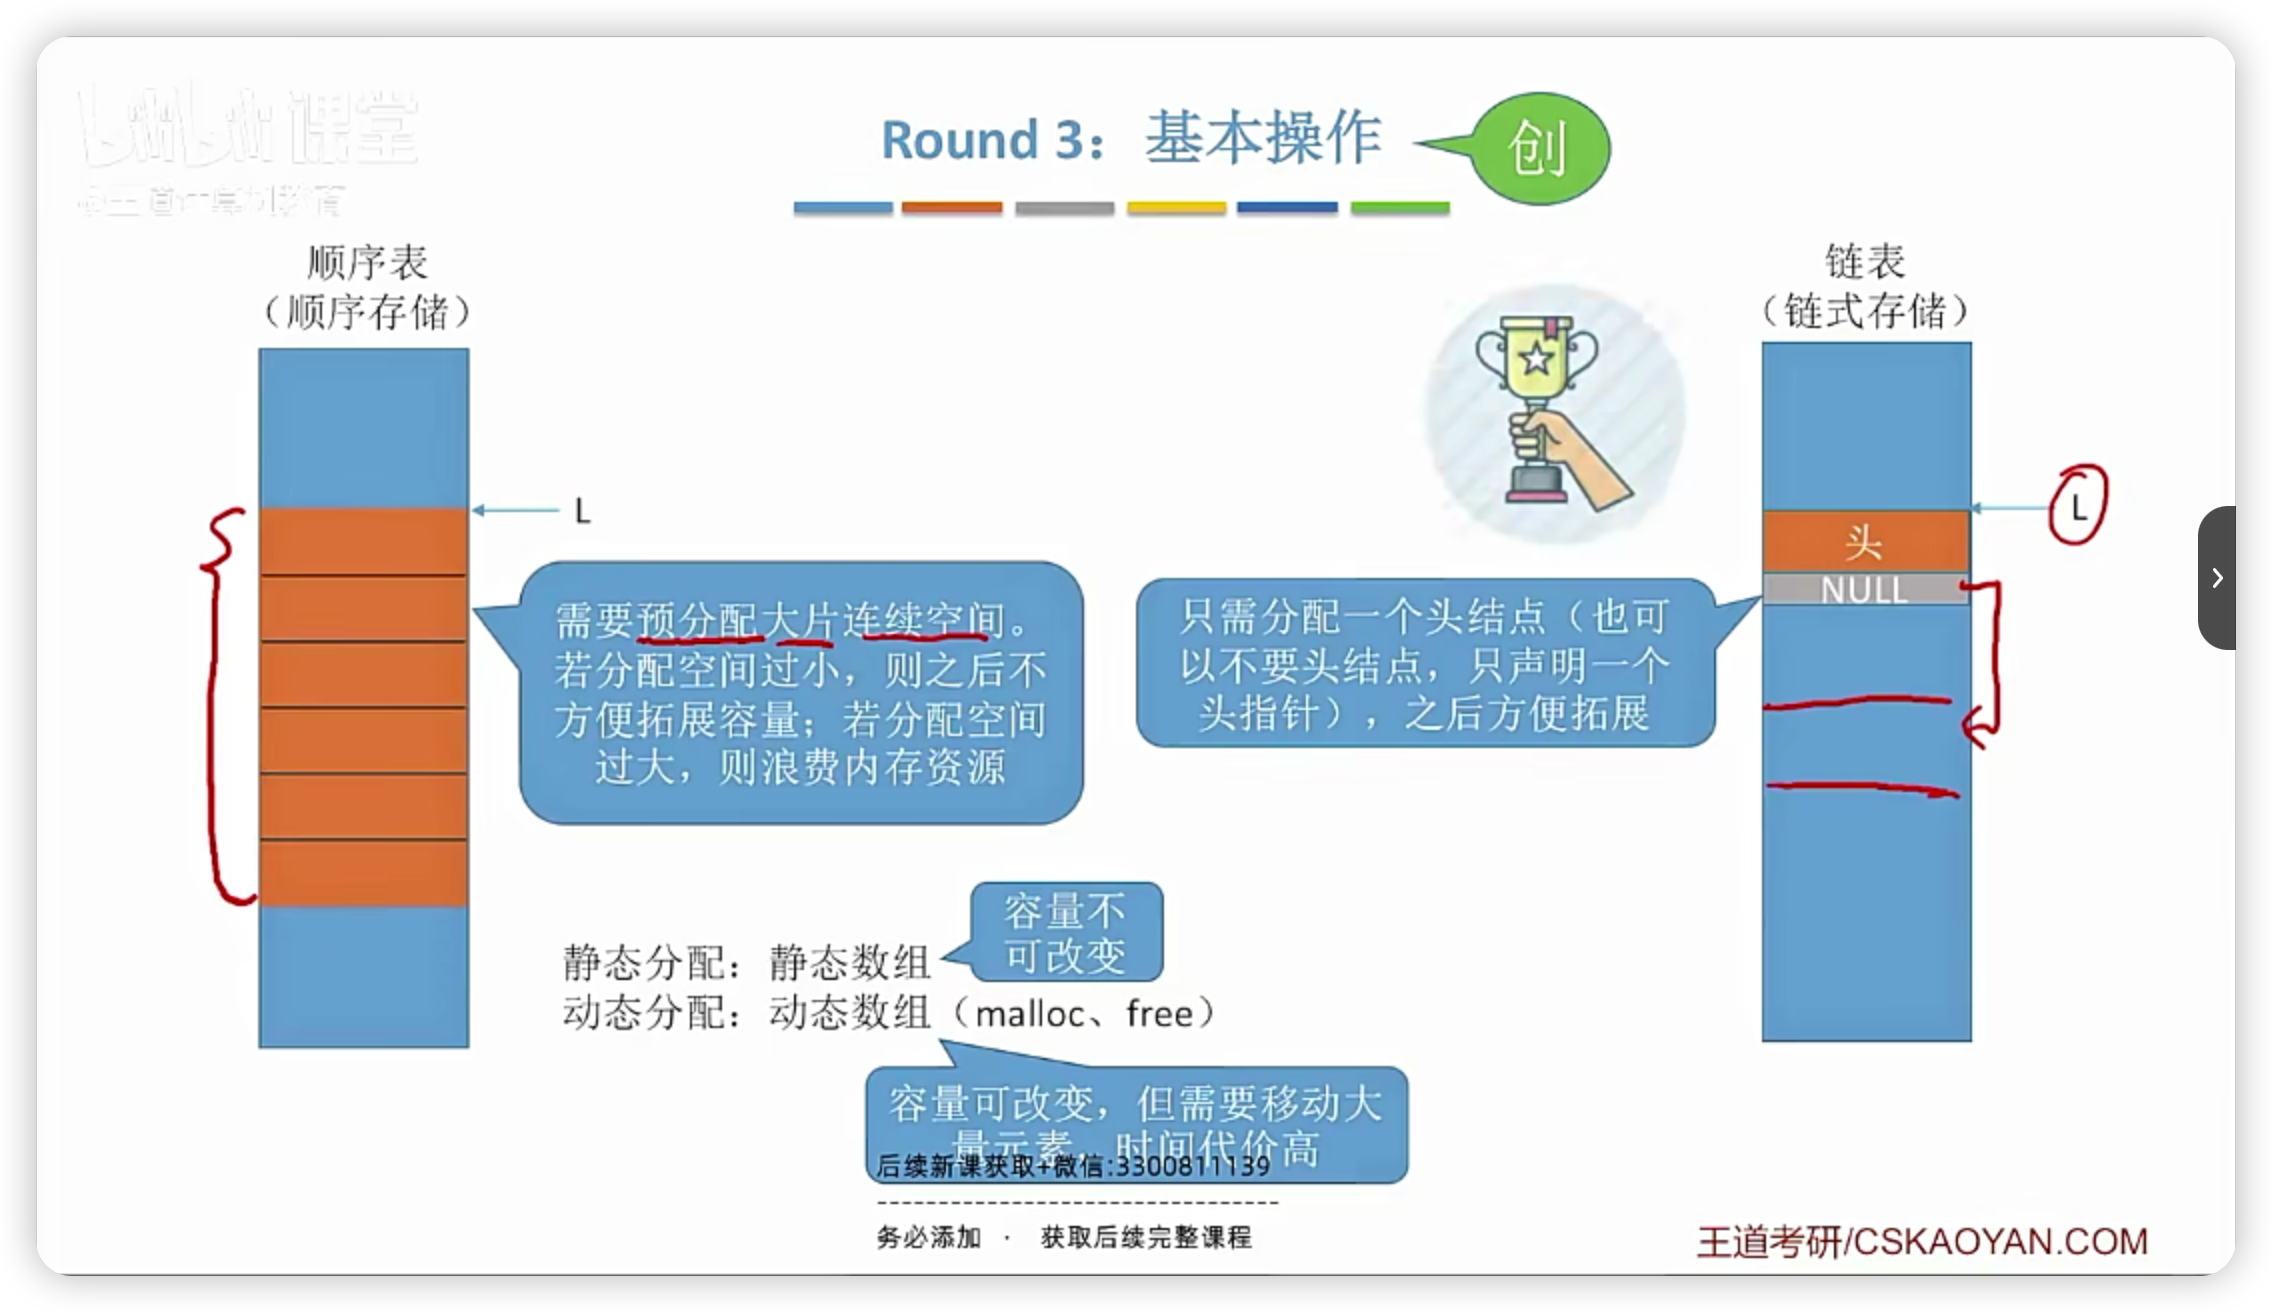 课堂
Round 3：基本操作
创
顺序表
（顺序存储）
链表
（链式存储）
L
L
头
NULL
需要预分配大片连续空间。
若分配空间过小，则之后不
方便拓展容量；若分配空间
过大，则浪费内存资源
只需分配一个头结点（也可
以不要头结点，只声明一个
头指针），之后方便拓展
容量不
可改变
静态分配：静态数组
动态分配：动态数组（malloc、free）
容量可改变，但需要移动大
量元素，时间代价高
后续新课获取+微信:3300811139
--------------------------------
务必添加 · 获取后续完整课程
王道考研/CSKAOYAN.COM